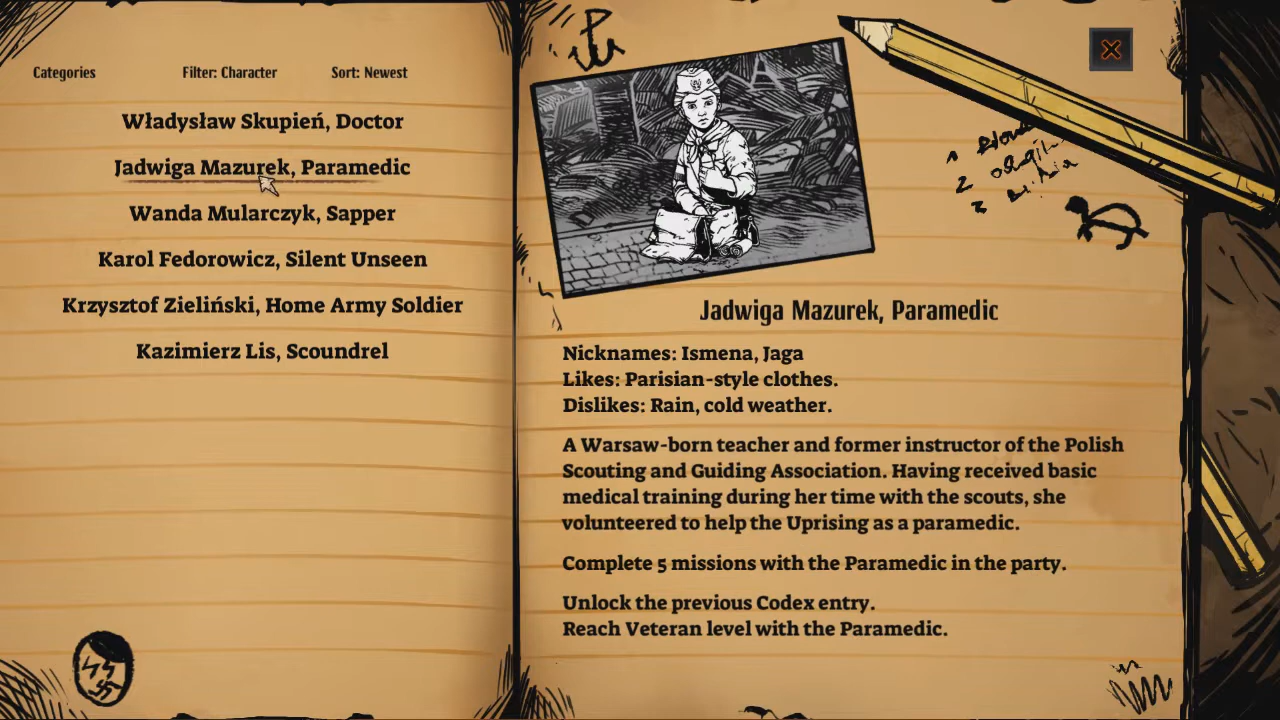 Categories
Filter: Character
Sort: Newest
Władysław Skupień, Doctor
Jadwiga Mazurek, Paramedic
Wanda Mularczyk, Sapper
Karol Fedorowicz, Silent Unseen
Krzysztof Zieliński, Home Army Soldier
Kazimierz Lis, Scoundrel
1
2
3
Jadwiga Mazurek, Paramedic
Nicknames: Ismena, Jaga
Likes: Parisian-style clothes.
Dislikes: Rain, cold weather.
A Warsaw-born teacher and former instructor of the Polish
Scouting and Guiding Association. Having received basic
medical training during her time with the scouts, she
volunteered to help the Uprising as a paramedic.
Complete 5 missions with the Paramedic in the party.
Unlock the previous Codex entry.
Reach Veteran level with the Paramedic.